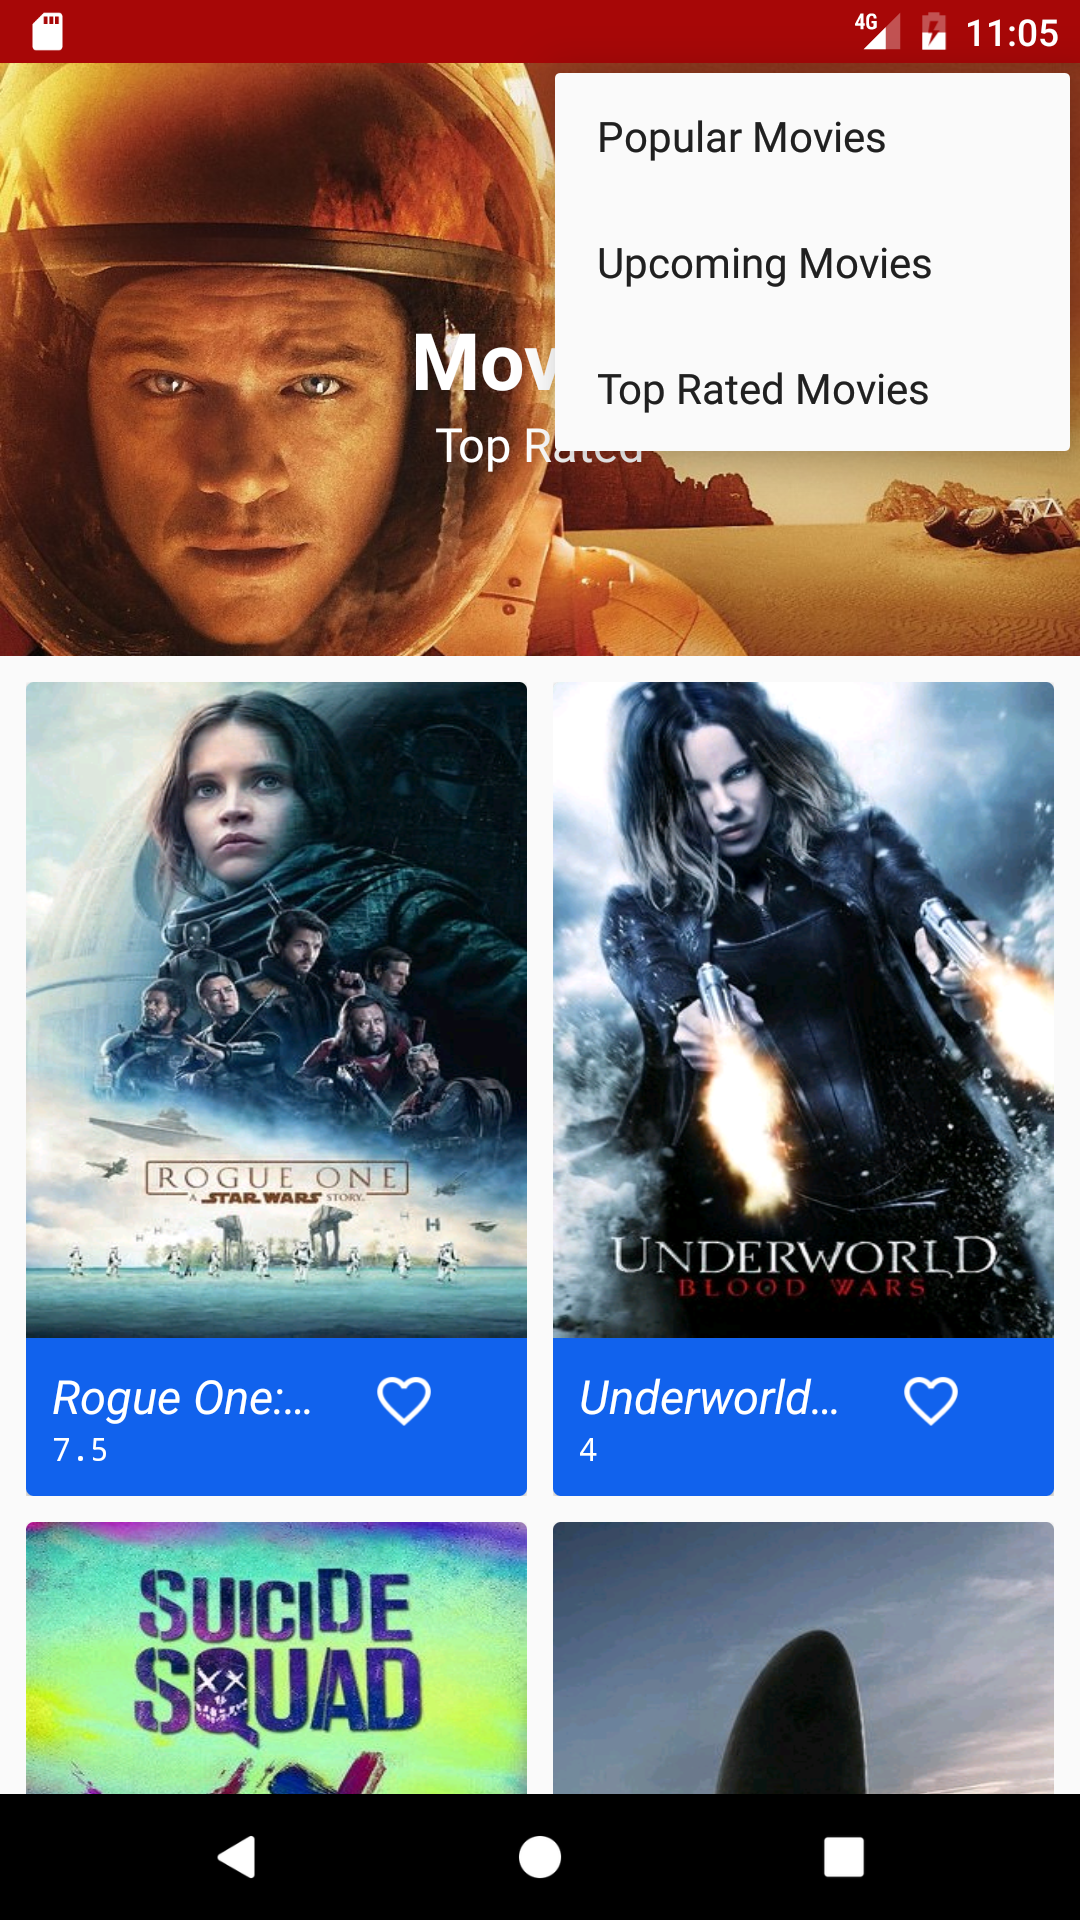 4G 11:05
Popular Movies
Upcoming Movies
Top Rated Movies
Top Rated
ROGUE ONE
A STAR WARS STORY
UNDERWORLD
BLOOD WARS
Rogue One:...
7.5
Underworld...
4
SUICIDE
SQUAD